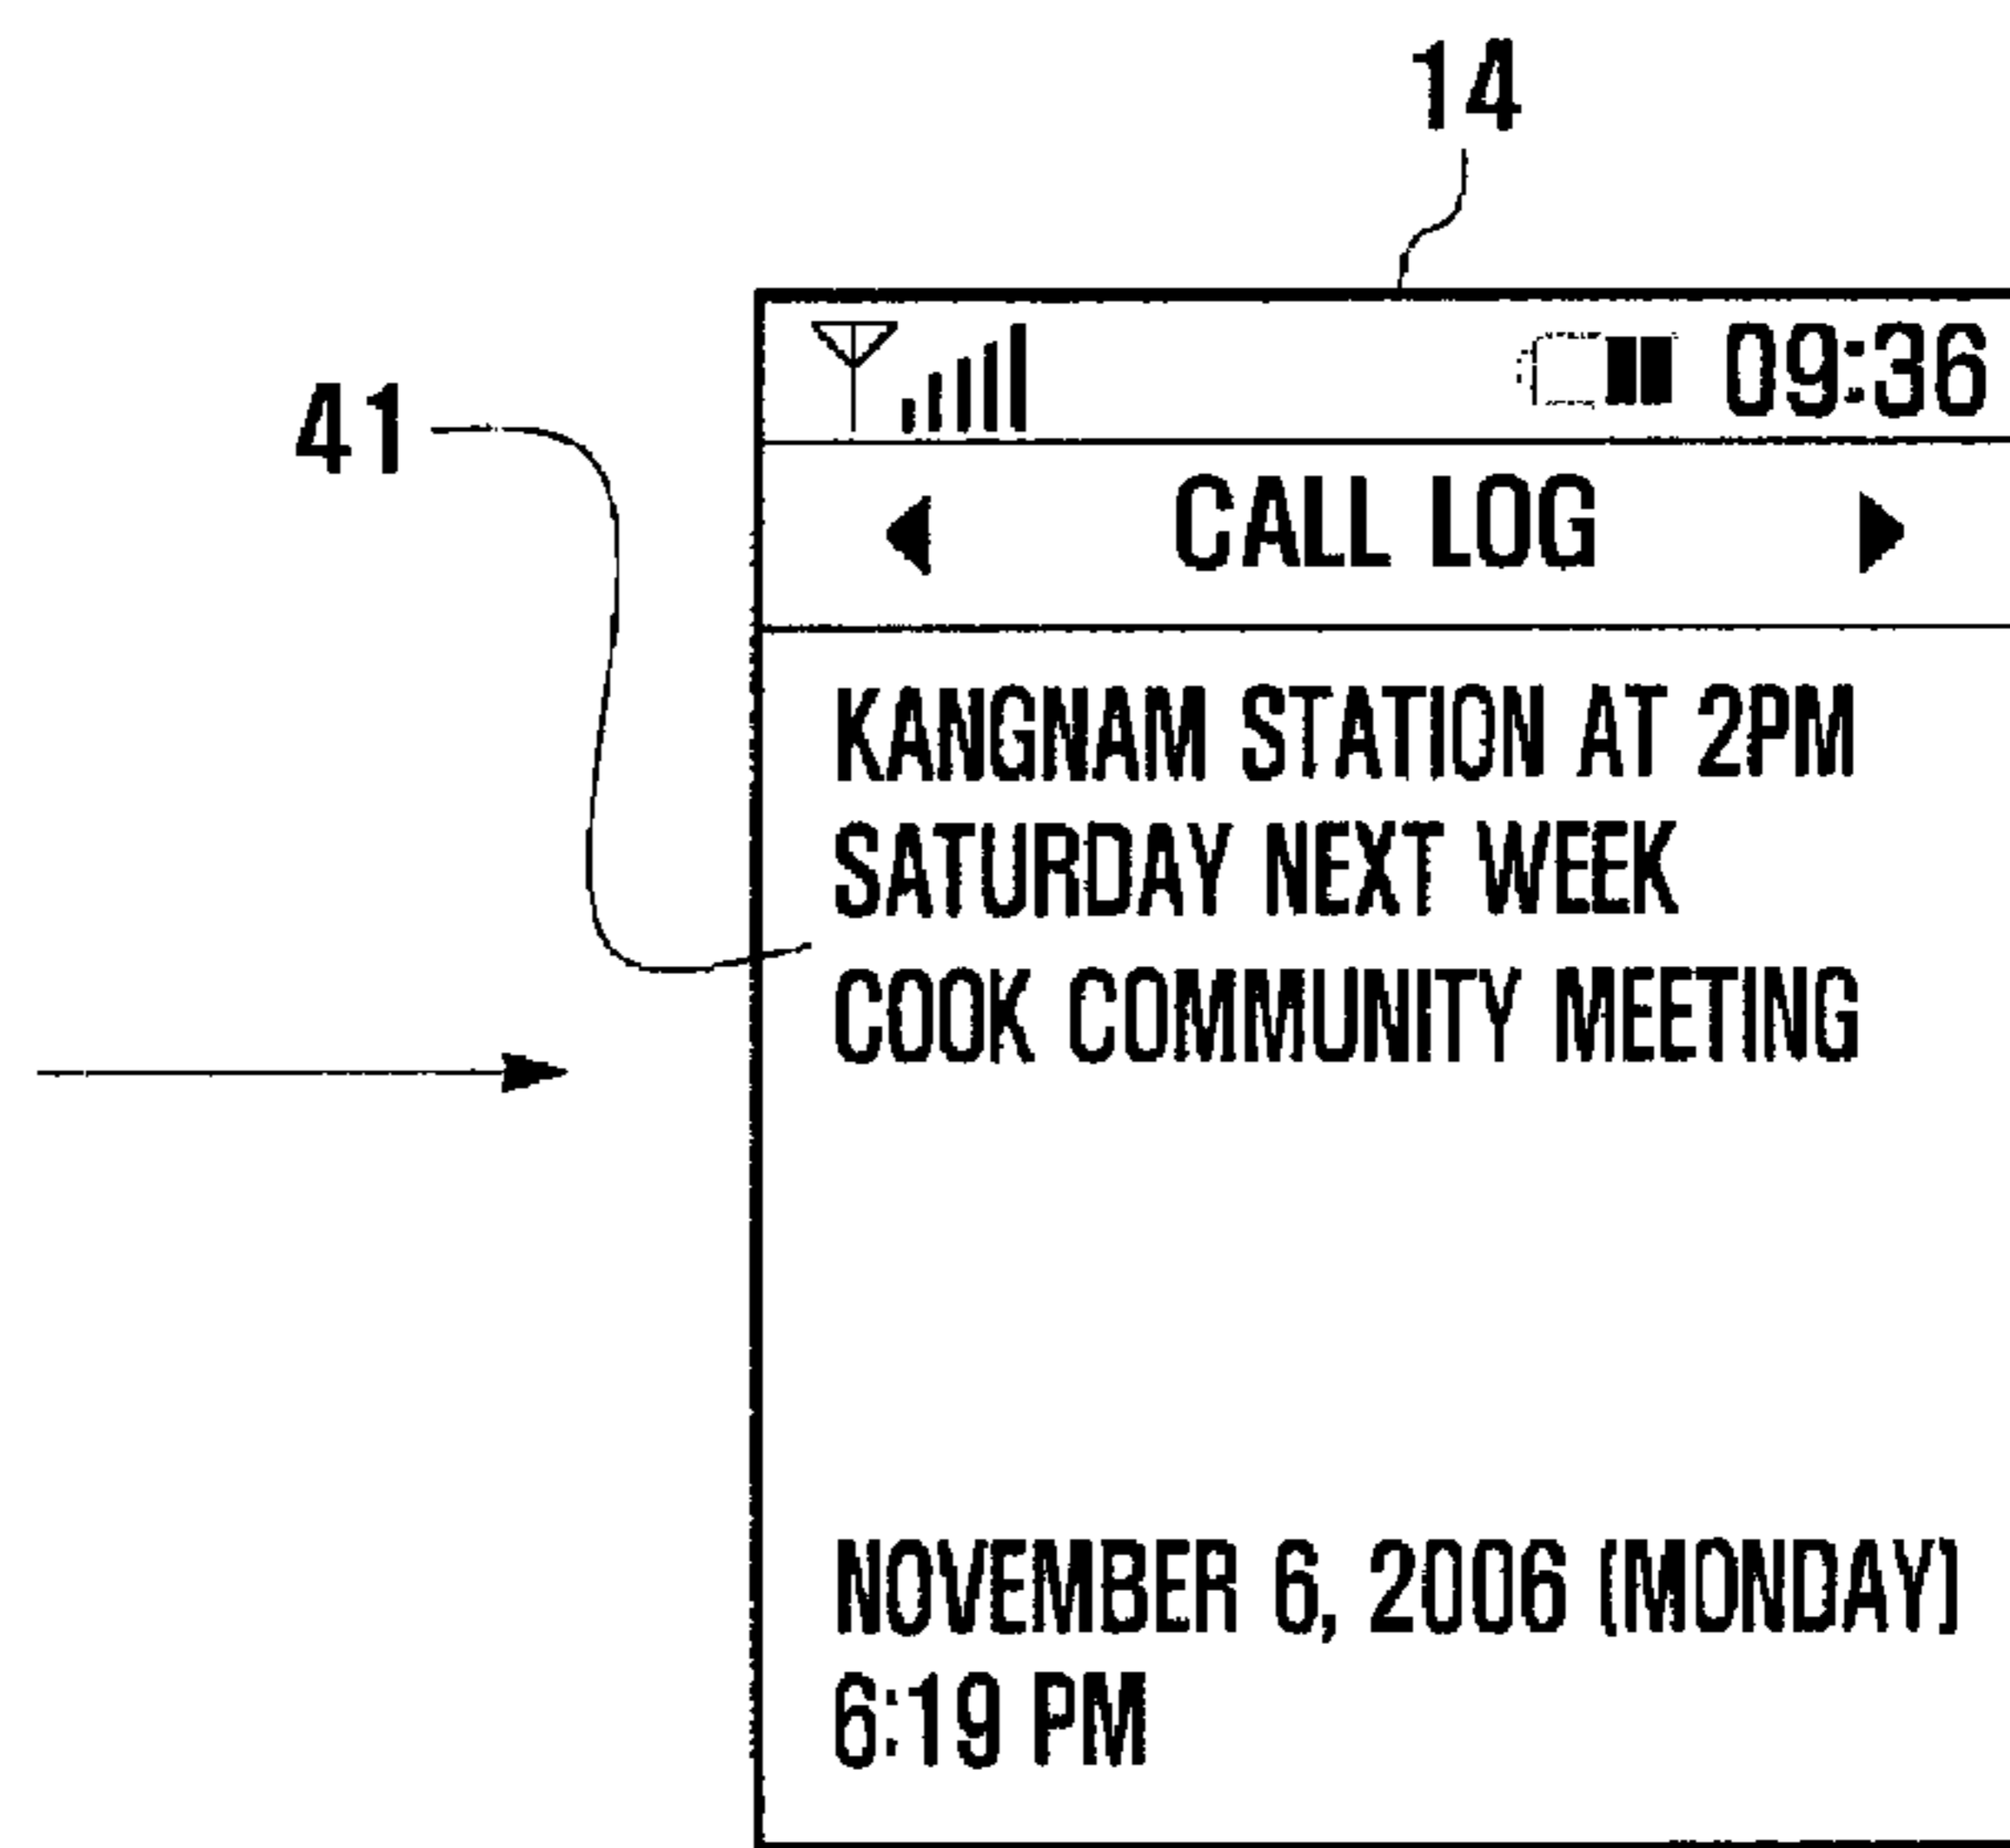 14
09:36
41
CALL LOG
KANGNAM STATION AT 2PM
SATURDAY NEXT WEEK
COOK COMMUNITY MEETING
NOVEMBER 6, 2006 (MONDAY)
6:19 PM